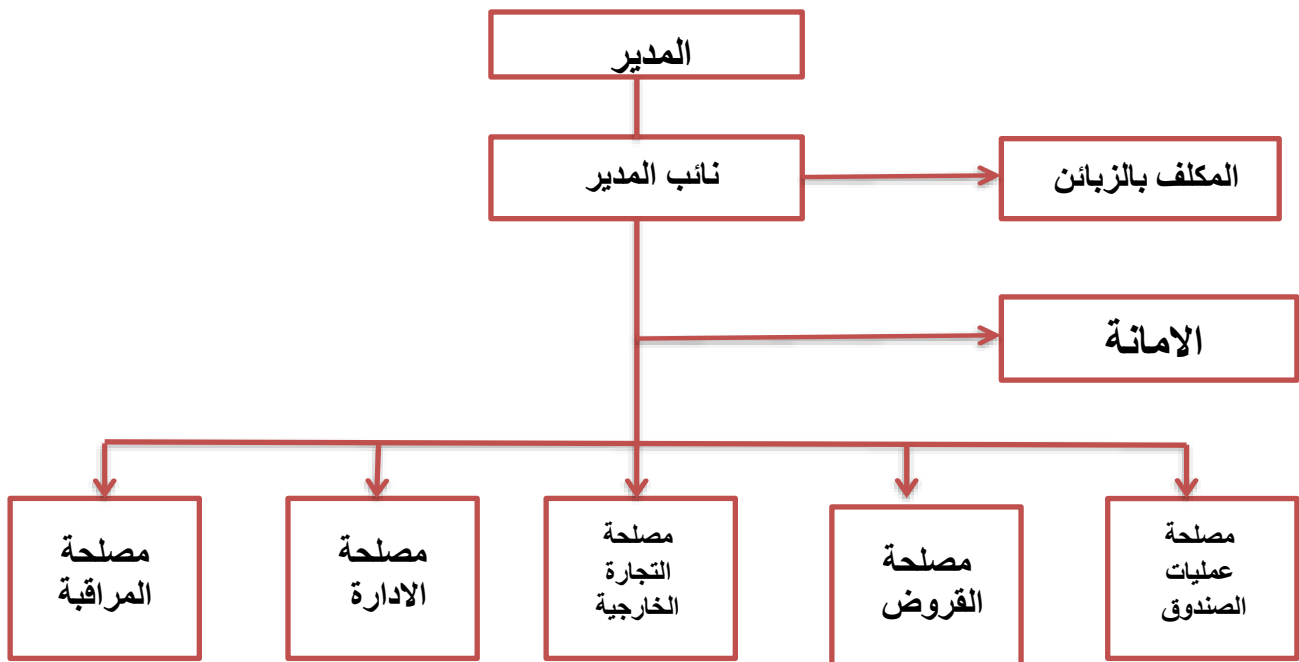 المدير
نائب المدير
المكلف بالزبائن
الامانة
مصلحة
عمليات
الصندوق
مصلحة
القروض
مصلحة
التجارة
الخارجية
مصلحة
الادارة
مصلحة
المراقبة